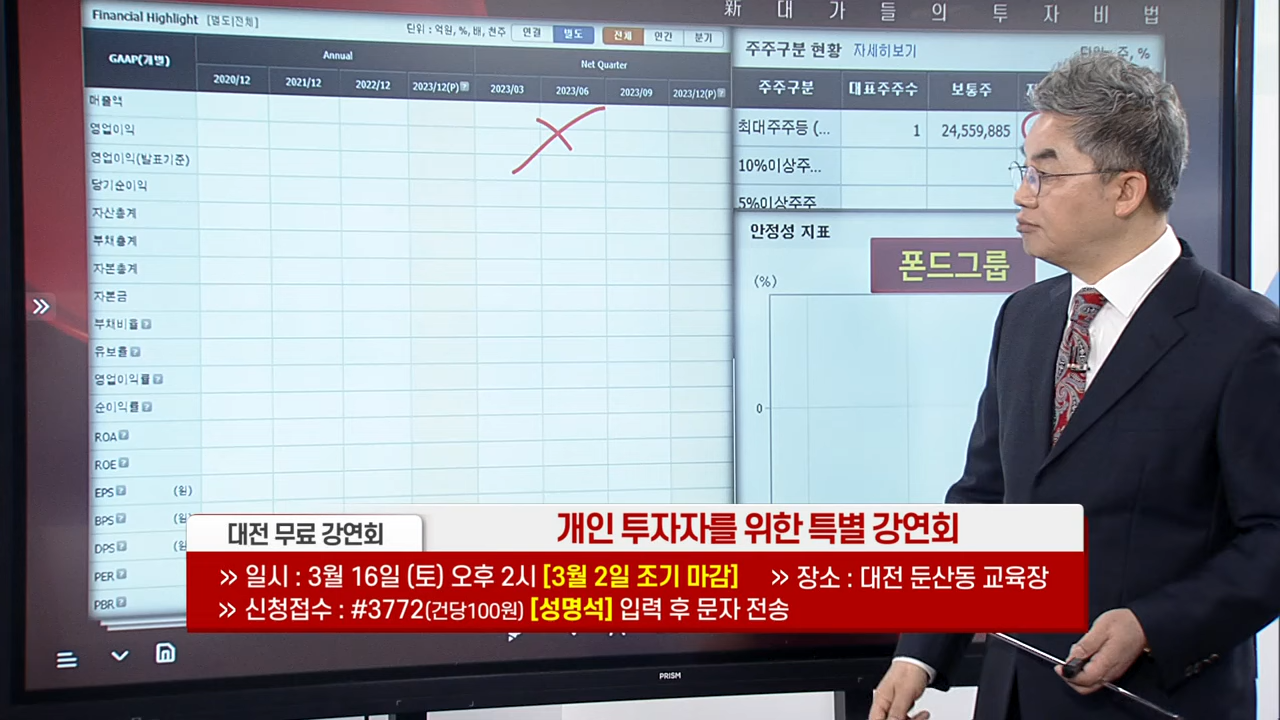 新 대 가 들 의 투 자 비 법
Financial Highlight [별도|전체]
단위 : 억원, %, 배, 천주 연결 별도 전체 연간 분기
GAAP(개별) Annual Net Quarter
2020/12 2021/12 2022/12 2023/12(P) 2023/03 2023/06 2023/09 2023/12(P)
매출액
영업이익
영업이익(발표기준)
당기순이익
자산총계
부채총계
자본총계
자본금
부채비율
유보율
영업이익률
순이익률
ROA
ROE
EPS (원)
BPS (원)
DPS (원)
PER
PBR
주주구분 현황 자세히보기
단위 : 주, %
주주구분 대표주주수 보통주
최대주주등 (... 1 24,559,885
10%이상주...
5%이상주주
안정성 지표
폰드그룹
(%)
0
대전 무료 강연회
개인 투자자를 위한 특별 강연회
» 일시 : 3월 16일 (토) 오후 2시 [3월 2일 조기 마감] » 장소 : 대전 둔산동 교육장
» 신청접수 : #3772(건당100원) [성명석] 입력 후 문자 전송
PRISM